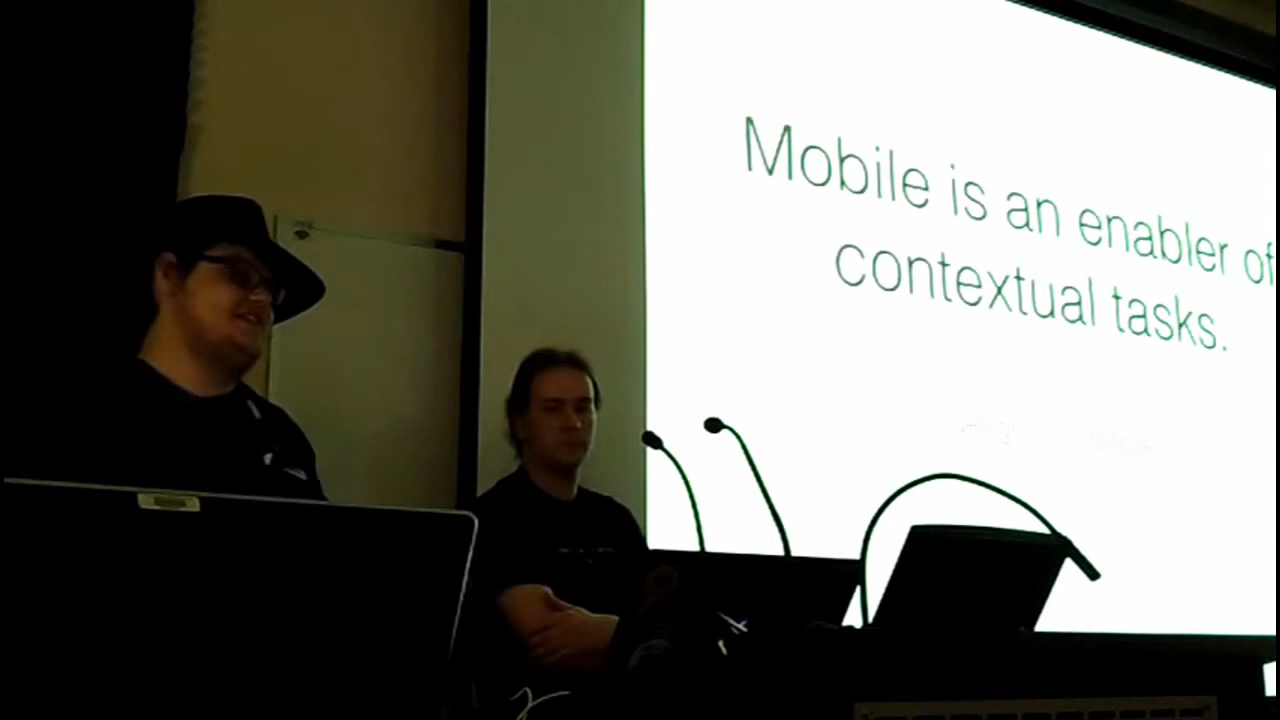 Mobile is an enabler of
contextual tasks.